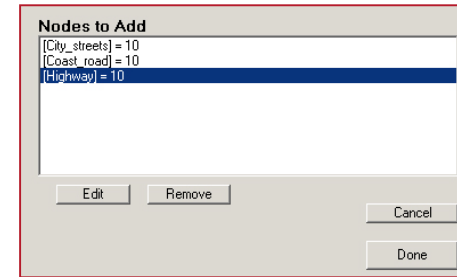 Nodes to Add
[City_streets] = 10
[Coast_road] = 10
[Highway] = 10
Edit Remove
Cancel
Done